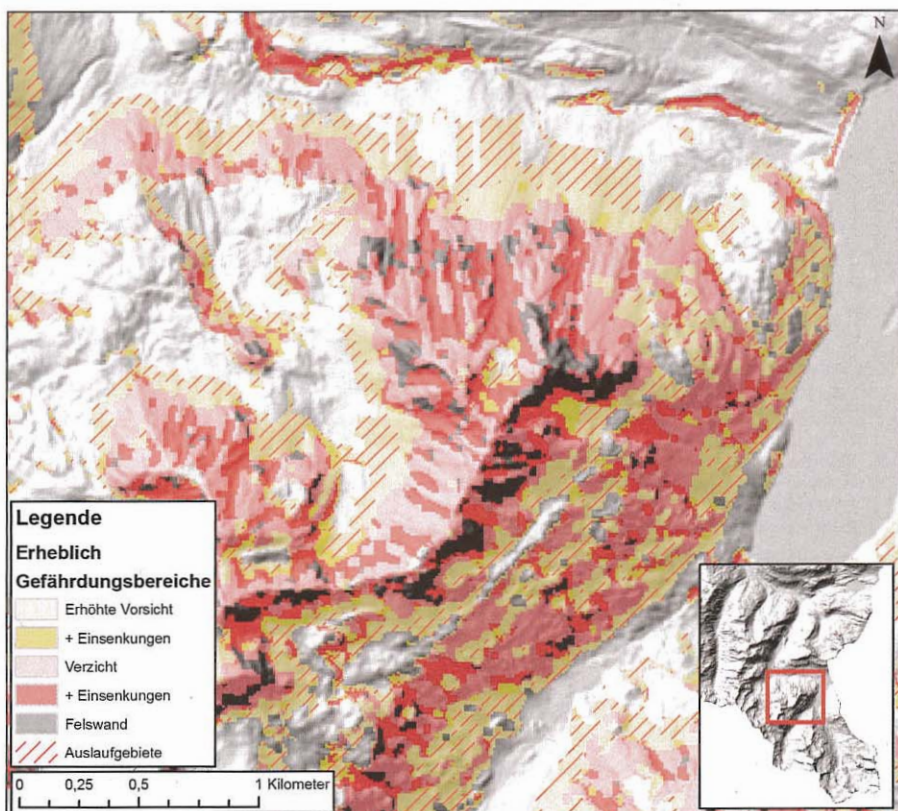 N
Legende
Erheblich
Gefährdungsbereiche
Erhöhte Vorsicht
+ Einsenkungen
Verzicht
+ Einsenkungen
Felswand
Auslaufgebiete
0 0,25 0,5 1 Kilometer